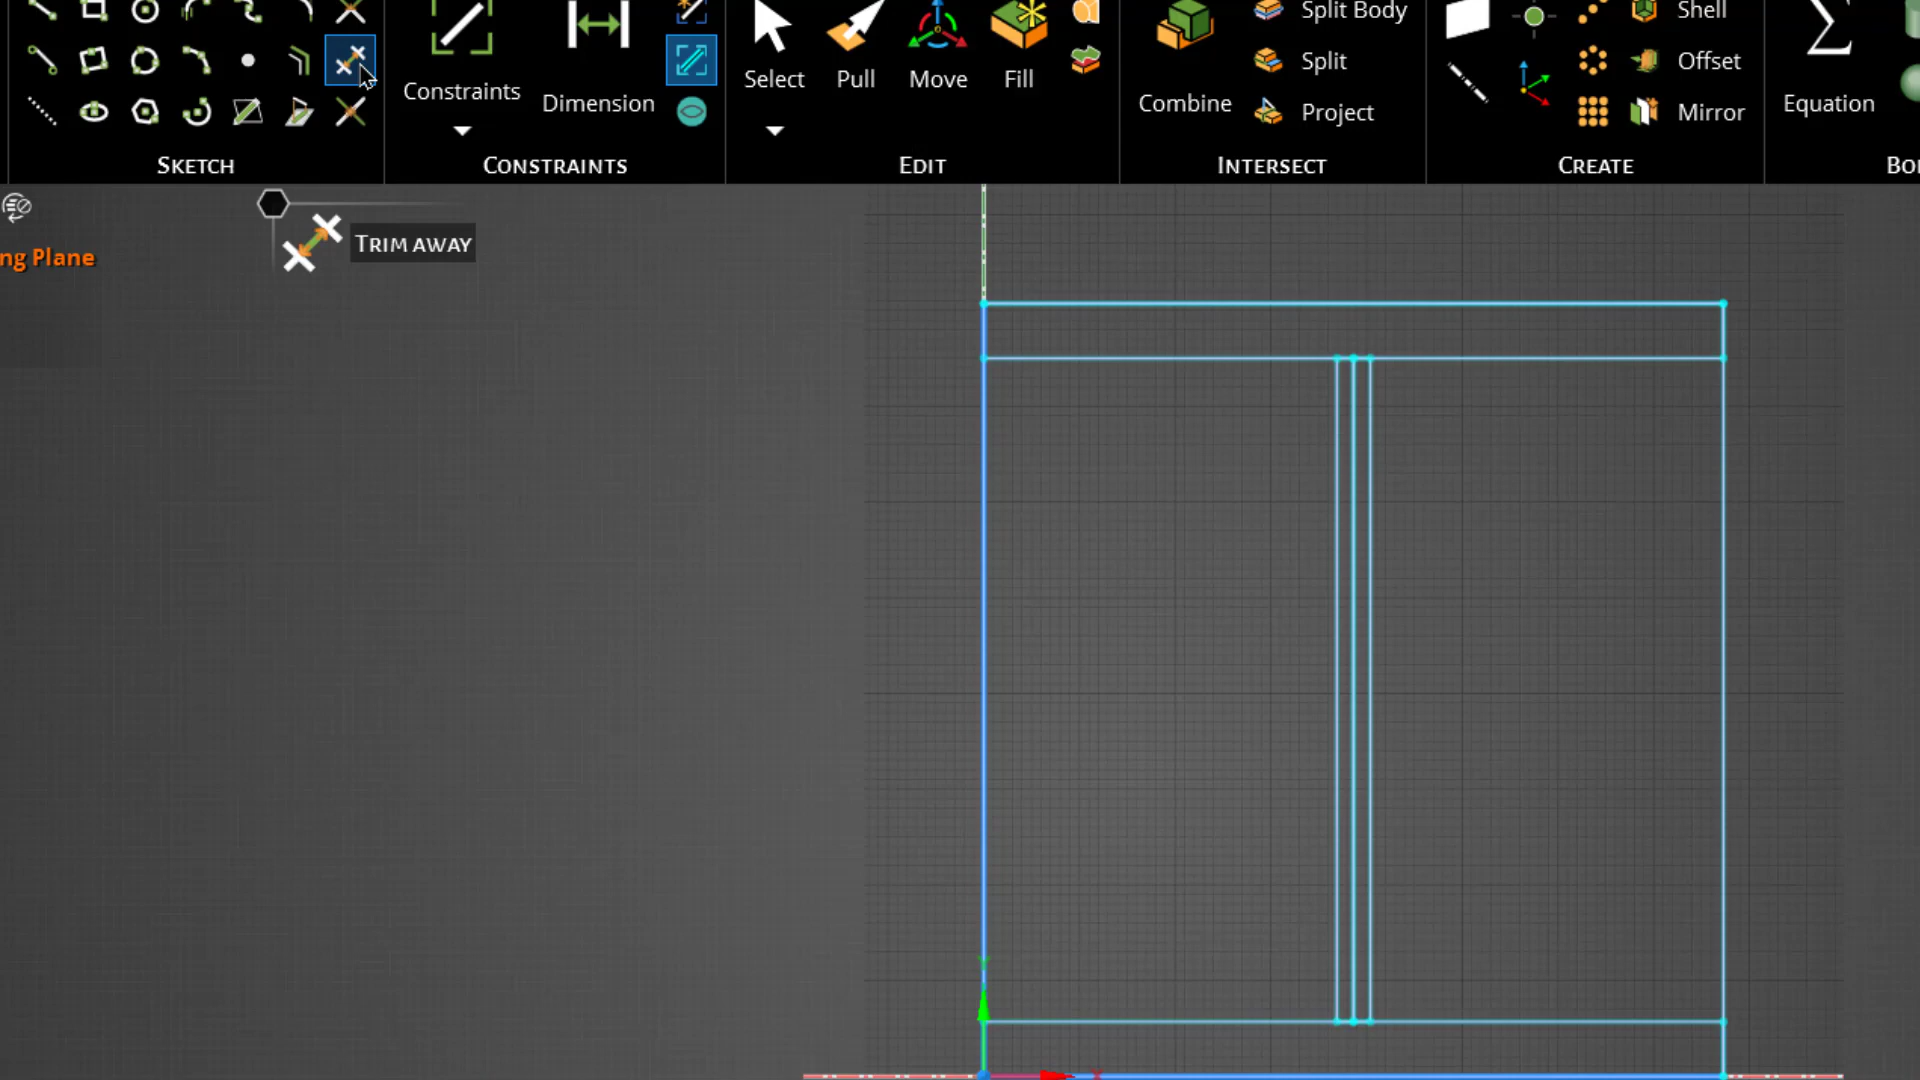 Constraints
Dimension
Select
Pull
Move
Fill
Combine
Split Body
Split
Project
Shell
Offset
Mirror
Equation
SKETCH
CONSTRAINTS
EDIT
INTERSECT
CREATE
TRIM AWAY
ng Plane
Y
X